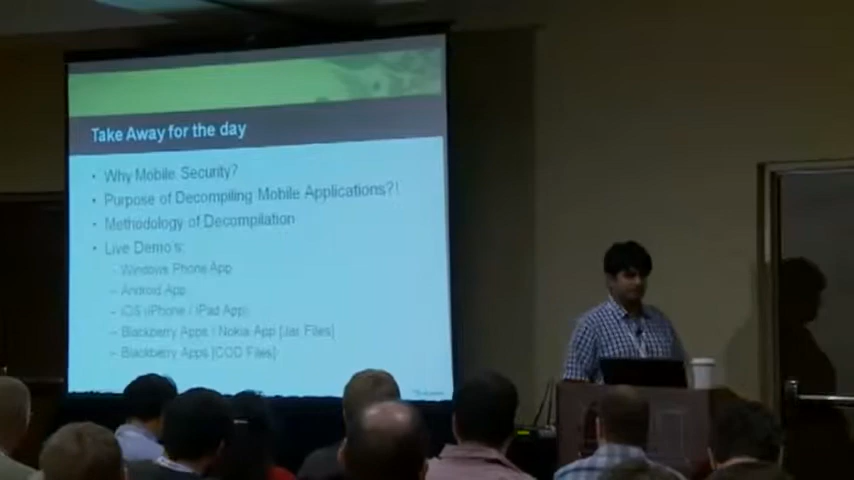 Take Away for the day
• Why Mobile Security?
• Purpose of Decompiling Mobile Applications?!
• Methodology of Decompilation
• Live Demo's:
– Windows Phone App
– Android App
– iOS (iPhone / iPad App)
– Blackberry Apps / Nokia App [Jar Files]
– Blackberry Apps [COD Files]